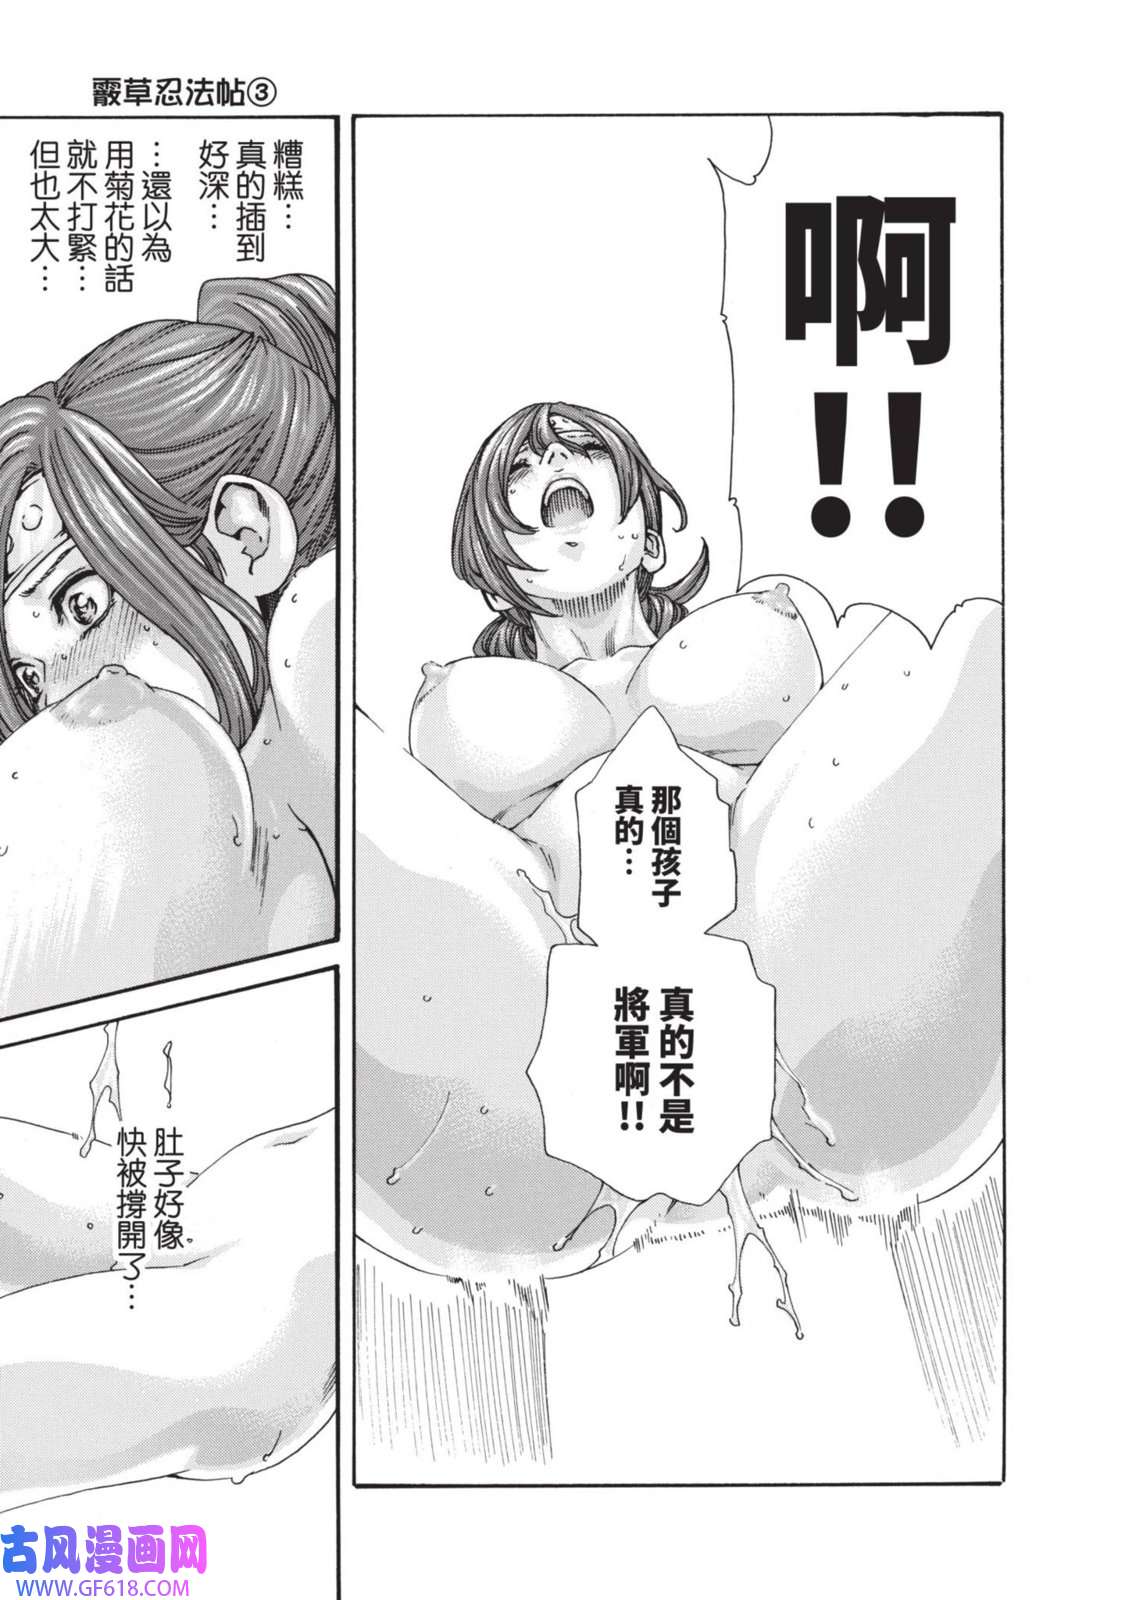 霞草忍法帖③
啊!!
那個孩子
真的…
真的不是
將軍啊!!
糟糕…
真的插到
好深…
…還以為
用菊花的話
就不打緊…
但也太大…
肚子好像
快被撐開了…
古风漫画网
WWW.GF618.COM